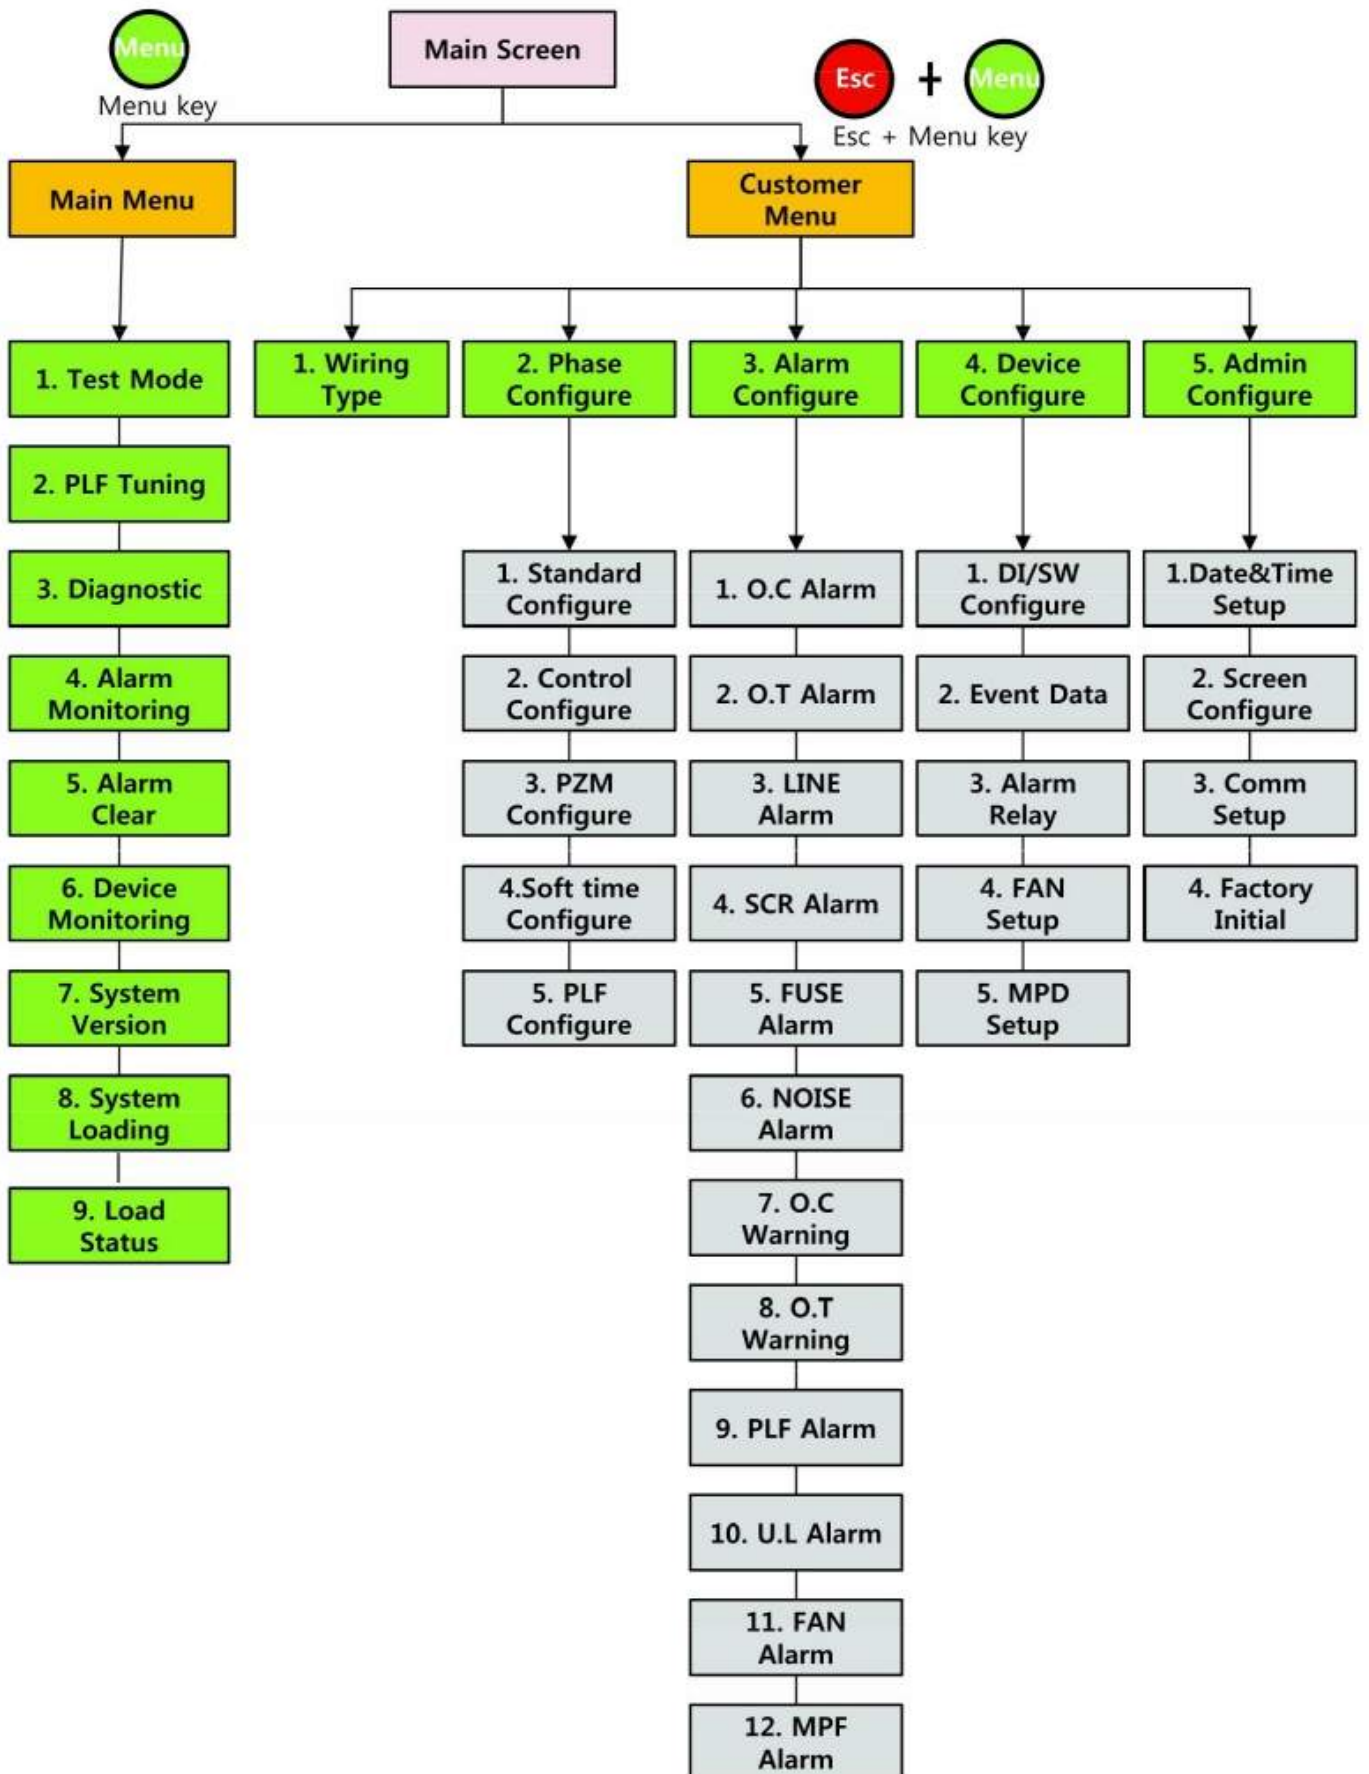 Menu
Menu key
Main Screen
Esc
+
Menu
Esc + Menu key
Main Menu
Customer
Menu
1. Test Mode
2. PLF Tuning
3. Diagnostic
4. Alarm
Monitoring
5. Alarm
Clear
6. Device
Monitoring
7. System
Version
8. System
Loading
9. Load
Status
1. Wiring
Type
2. Phase
Configure
1. Standard
Configure
2. Control
Configure
3. PZM
Configure
4.Soft time
Configure
5. PLF
Configure
3. Alarm
Configure
1. O.C Alarm
2. O.T Alarm
3. LINE
Alarm
4. SCR Alarm
5. FUSE
Alarm
6. NOISE
Alarm
7. O.C
Warning
8. O.T
Warning
9. PLF Alarm
10. U.L Alarm
11. FAN
Alarm
12. MPF
Alarm
4. Device
Configure
1. DI/SW
Configure
2. Event Data
3. Alarm
Relay
4. FAN
Setup
5. MPD
Setup
5. Admin
Configure
1.Date&Time
Setup
2. Screen
Configure
3. Comm
Setup
4. Factory
Initial